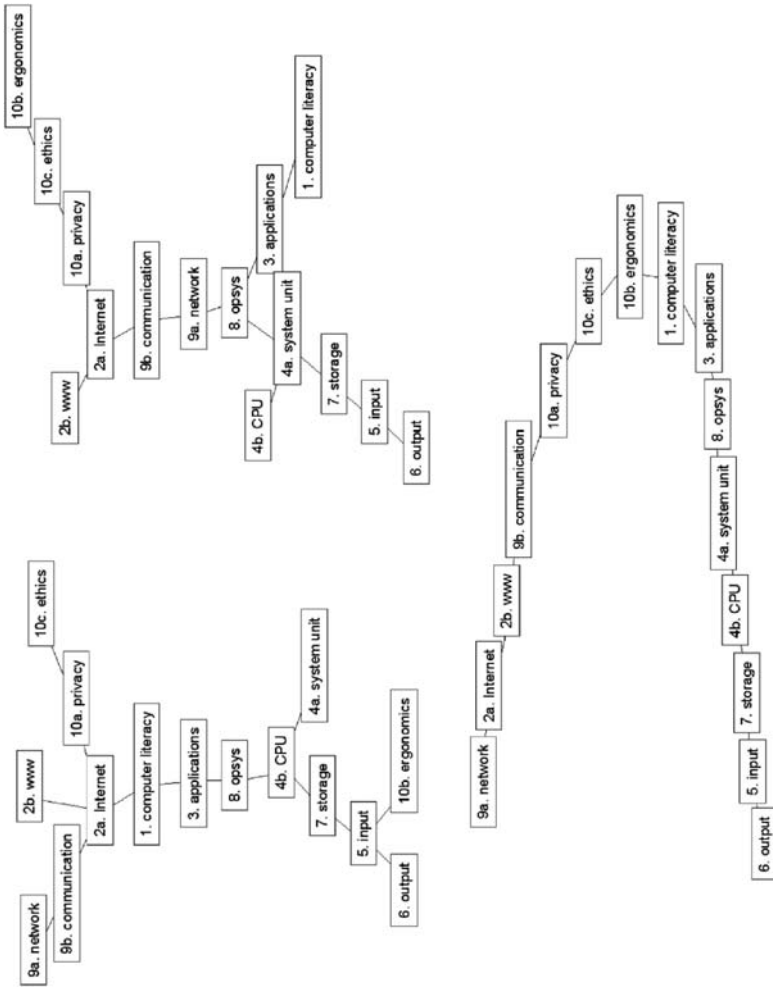 9a. network
9b. communication
2b. www
2a. Internet
10a. privacy
10c. ethics
1. computer literacy
3. applications
8. opsys
4b. CPU
4a. system unit
7. storage
5. input
6. output
10b. ergonomics
2b. www
2a. Internet
10a. privacy
10c. ethics
10b. ergonomics
9b. communication
9a. network
8. opsys
3. applications
1. computer literacy
4b. CPU
4a. system unit
7. storage
5. input
6. output
9a. network
2a. Internet
2b. www
9b. communication
10a. privacy
10c. ethics
10b. ergonomics
1. computer literacy
3. applications
8. opsys
4a. system unit
4b. CPU
7. storage
5. input
6. output